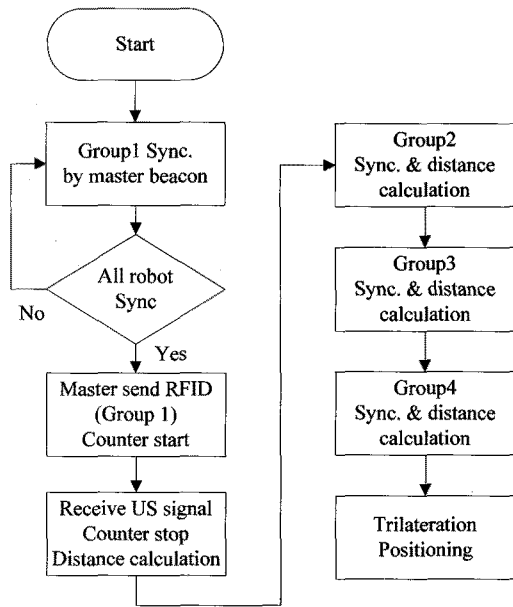 Start
Group1 Sync.
by master beacon
All robot
Sync
No
Yes
Master send RFID
(Group 1)
Counter start
Receive US signal
Counter stop
Distance calculation
Group2
Sync. & distance
calculation
Group3
Sync. & distance
calculation
Group4
Sync. & distance
calculation
Trilateration
Positioning